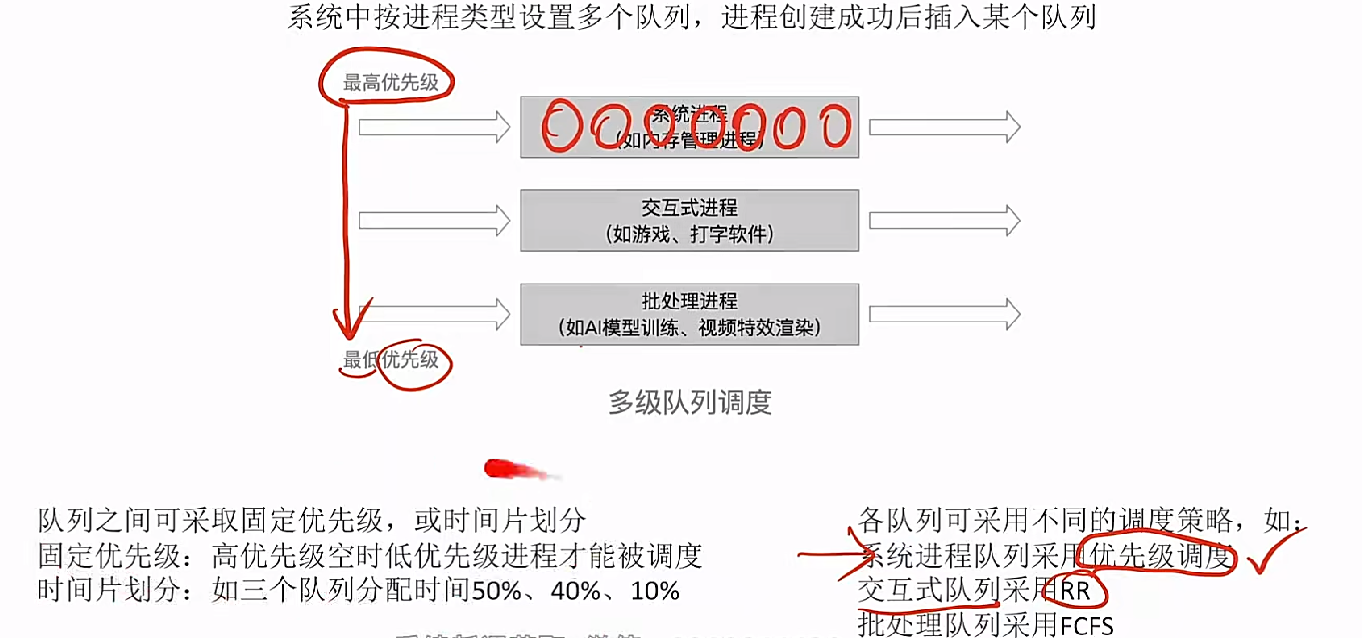 系统中按进程类型设置多个队列，进程创建成功后插入某个队列
最高优先级
系统进程
（如内存管理进程）
交互式进程
（如游戏、打字软件）
批处理进程
（如AI模型训练、视频特效渲染）
最低优先级
多级队列调度
队列之间可采取固定优先级，或时间片划分
固定优先级：高优先级空时低优先级进程才能被调度
时间片划分：如三个队列分配时间50%、40%、10%
各队列可采用不同的调度策略，如：
系统进程队列采用优先级调度
交互式队列采用RR
批处理队列采用FCFS